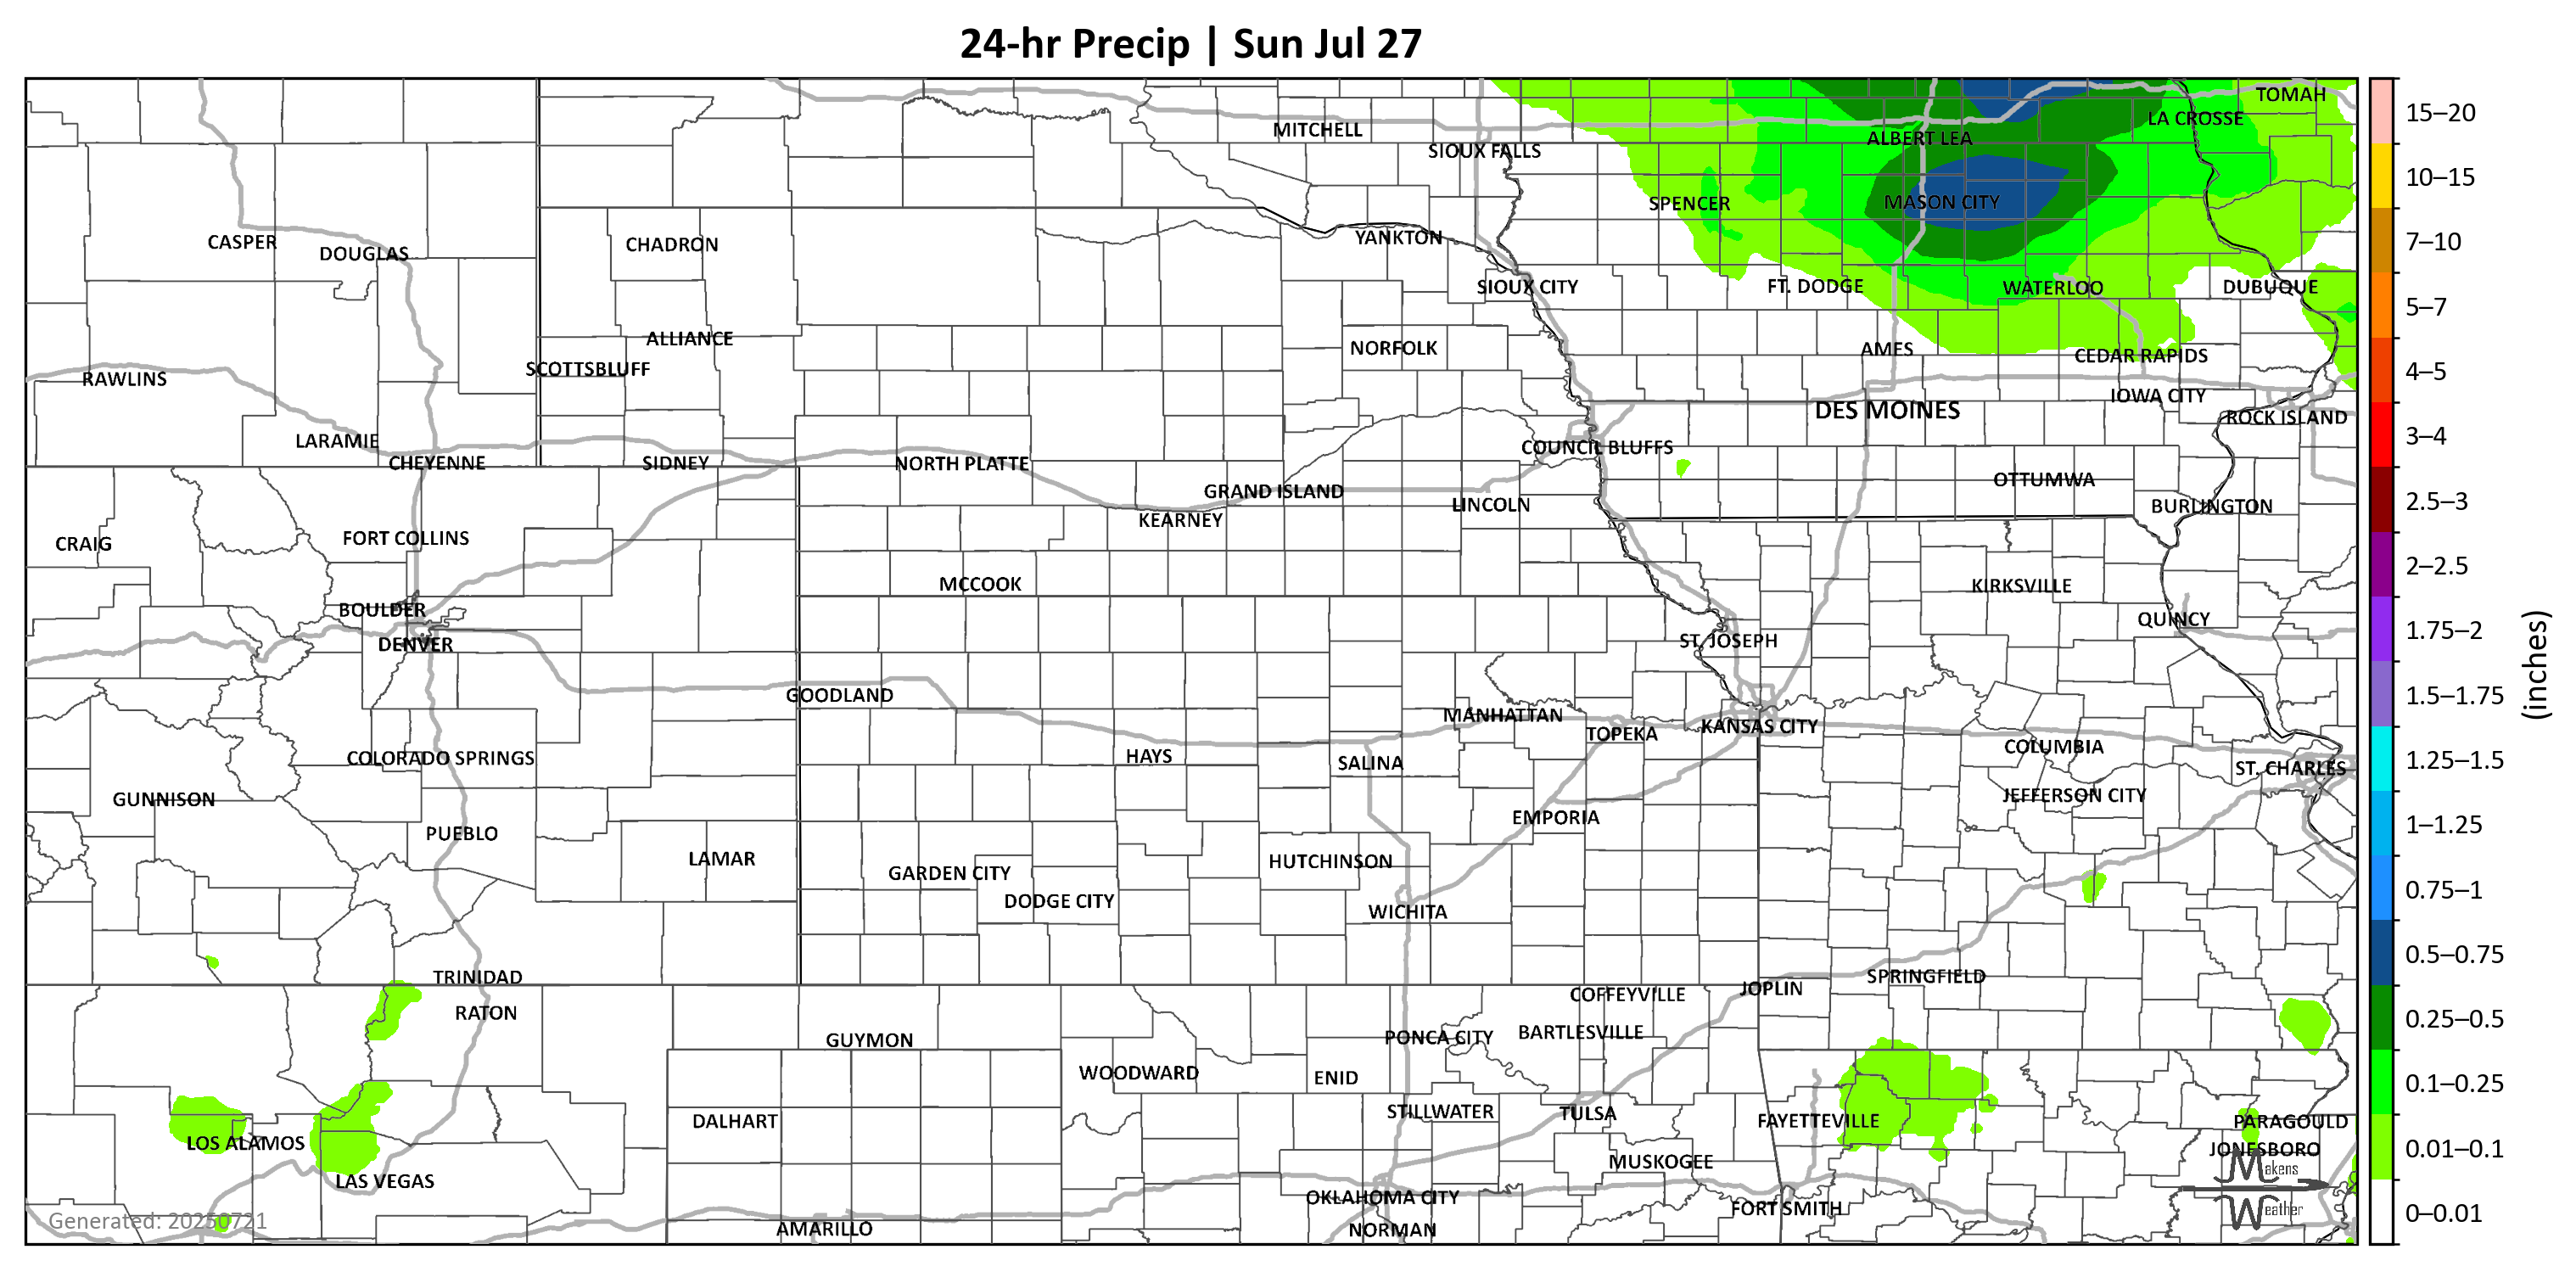 24-hr Precip | Sun Jul 27
TOMAH
LA CROSSE
MITCHELL
ALBERT LEA
SIOUX FALLS
SPENCER
MASON CITY
YANKTON
CASPER
DOUGLAS
CHADRON
SIOUX CITY
FT. DODGE
WATERLOO
DUBUQUE
ALLIANCE
NORFOLK
AMES
CEDAR RAPIDS
SCOTTSBLUFF
RAWLINS
IOWA CITY
DES MOINES
ROCK ISLAND
LARAMIE
COUNCIL BLUFFS
CHEYENNE
SIDNEY
NORTH PLATTE
OTTUMWA
GRAND ISLAND
LINCOLN
BURLINGTON
KEARNEY
FORT COLLINS
CRAIG
MCCOOK
KIRKSVILLE
BOULDER
QUINCY
DENVER
ST. JOSEPH
GOODLAND
MANHATTAN
TOPEKA
KANSAS CITY
COLUMBIA
COLORADO SPRINGS
HAYS
SALINA
ST. CHARLES
GUNNISON
JEFFERSON CITY
EMPORIA
PUEBLO
LAMAR
HUTCHINSON
GARDEN CITY
DODGE CITY
WICHITA
TRINIDAD
SPRINGFIELD
JOPLIN
COFFEYVILLE
RATON
BARTLESVILLE
PONCA CITY
GUYMON
WOODWARD
ENID
STILLWATER
TULSA
DALHART
FAYETTEVILLE
PARAGOULD
LOS ALAMOS
JONESBORO
MUSKOGEE
LAS VEGAS
OKLAHOMA CITY
FORT SMITH
AMARILLO
NORMAN
Generated: 20250721
Makens
Weather
15–20
10–15
7–10
5–7
4–5
3–4
2.5–3
2–2.5
1.75–2
1.5–1.75
1.25–1.5
1–1.25
0.75–1
0.5–0.75
0.25–0.5
0.1–0.25
0.01–0.1
0–0.01
(inches)